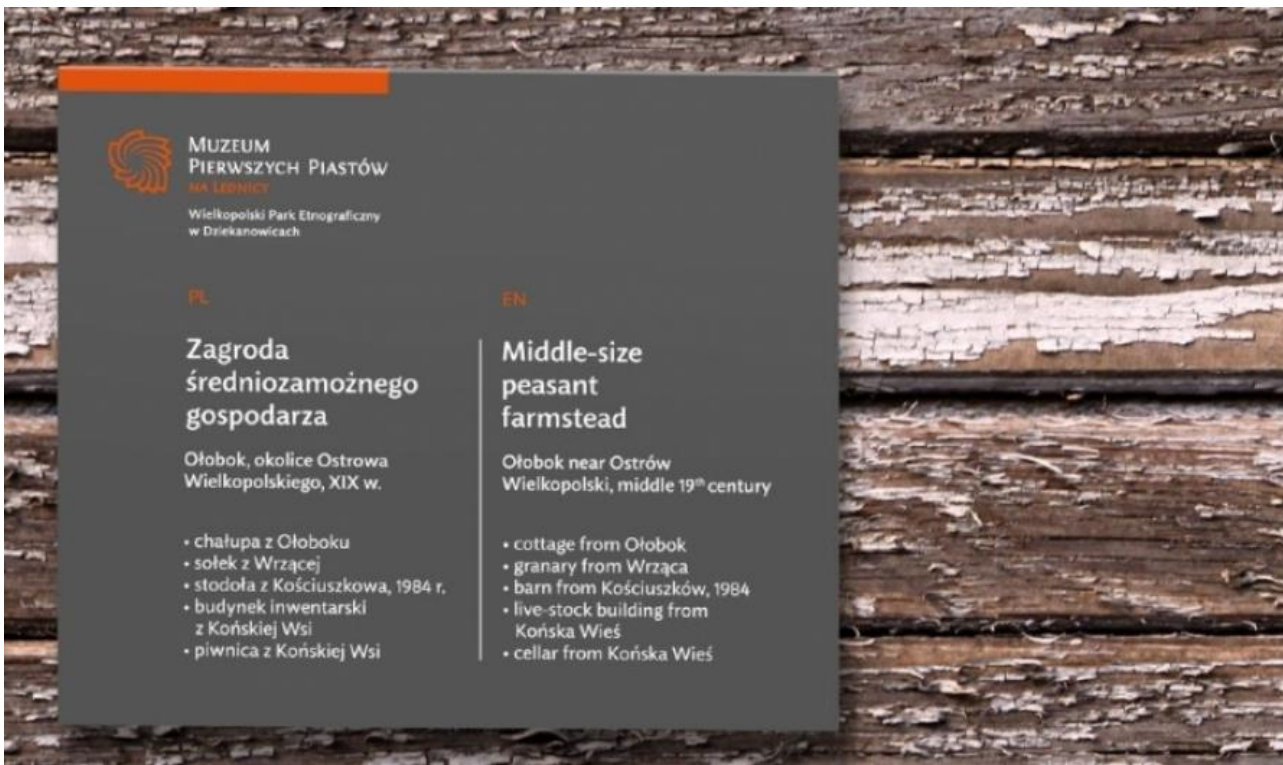 MUZEUM
PIERWSZYCH PIASTÓW
NA LEDNICY
Wielkopolski Park Etnograficzny
w Dziekanowicach
PL
Zagroda
średniozamożnego
gospodarza
Ołobok, okolice Ostrowa
Wielkopolskiego, XIX w.
• chałupa z Ołoboku
• sołek z Wrzącej
• stodoła z Kościuszkowa, 1984 r.
• budynek inwentarski
z Końskiej Wsi
• piwnica z Końskiej Wsi
EN
Middle-size
peasant
farmstead
Ołobok near Ostrów
Wielkopolski, middle 19th century
• cottage from Ołobok
• granary from Wrząca
• barn from Kościuszków, 1984
• live-stock building from
Końska Wieś
• cellar from Końska Wieś